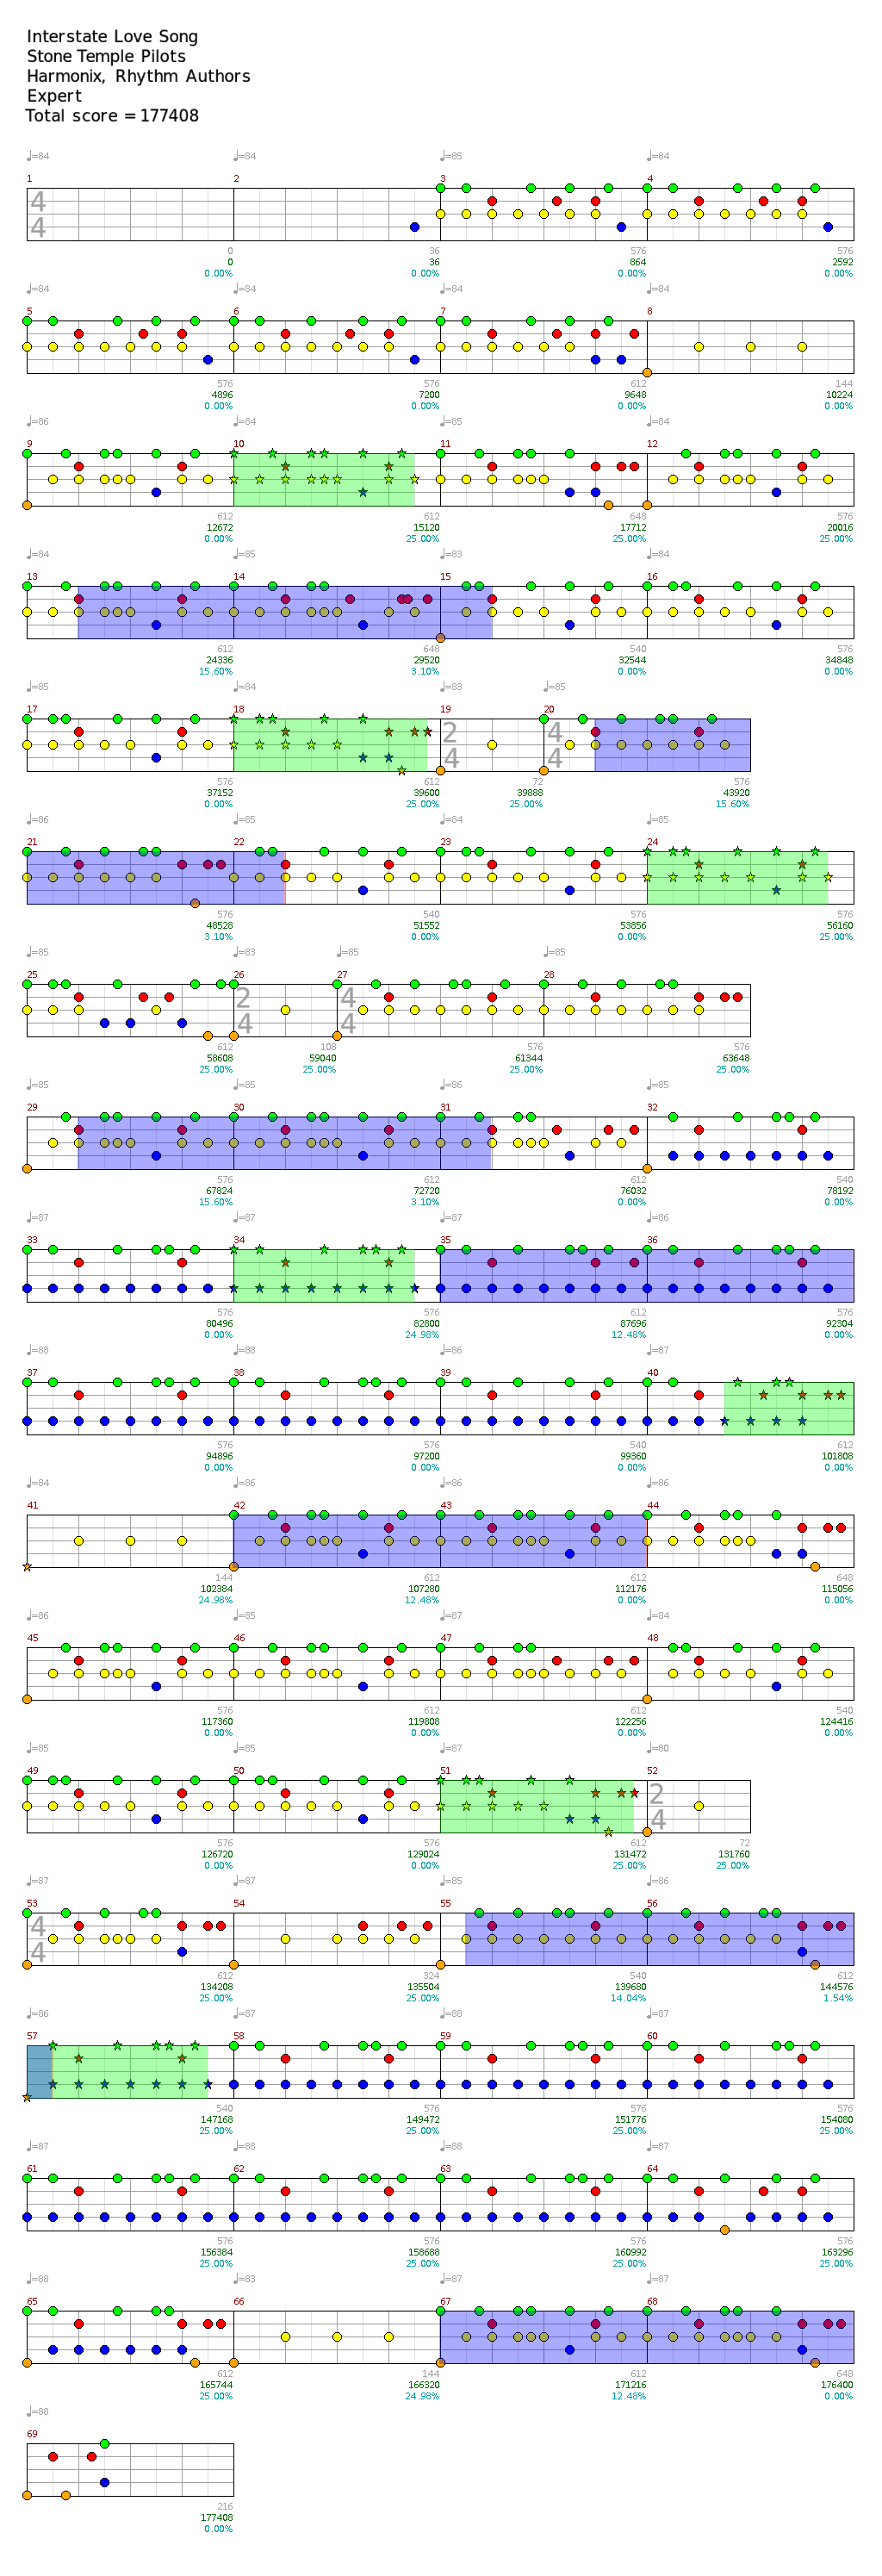 Interstate Love Song
Stone Temple Pilots
Harmonix, Rhythm Authors
Expert
Total score = 177408
♩=84 ♩=84 ♩=85 ♩=84
1 2 3 4
4
4
0 36 576 576
0 36 864 2592
0.00% 0.00% 0.00% 0.00%
♩=84 ♩=84 ♩=84 ♩=84
5 6 7 8
576 576 612 144
4896 7200 9648 10224
0.00% 0.00% 0.00% 0.00%
♩=86 ♩=84 ♩=85 ♩=84
9 10 11 12
612 612 648 576
12672 15120 17712 20016
0.00% 25.00% 25.00% 25.00%
♩=84 ♩=85 ♩=83 ♩=84
13 14 15 16
612 648 540 576
24336 29520 32544 34848
15.60% 3.10% 0.00% 0.00%
♩=85 ♩=84 ♩=83 ♩=85
17 18 19 20
2 4
4 4
576 612 72 576
37152 39600 39888 43920
0.00% 25.00% 25.00% 15.60%
♩=86 ♩=85 ♩=84 ♩=85
21 22 23 24
576 540 576 576
48528 51552 53856 56160
3.10% 0.00% 0.00% 25.00%
♩=85 ♩=83 ♩=85 ♩=85
25 26 27 28
2 4
4 4
612 108 576 576
58608 59040 61344 63648
25.00% 25.00% 25.00% 25.00%
♩=85 ♩=85 ♩=86 ♩=85
29 30 31 32
576 612 612 540
67824 72720 76032 78192
15.60% 3.10% 0.00% 0.00%
♩=87 ♩=87 ♩=87 ♩=87
33 34 35 36
576 576 612 576
80496 82800 87696 92304
0.00% 24.98% 12.48% 0.00%
♩=88 ♩=88 ♩=86 ♩=87
37 38 39 40
576 576 540 612
94896 97200 99360 101808
0.00% 0.00% 0.00% 0.00%
♩=84 ♩=86 ♩=86 ♩=86
41 42 43 44
144 612 612 648
102384 107280 112176 115056
24.98% 12.48% 0.00% 0.00%
♩=86 ♩=85 ♩=87 ♩=84
45 46 47 48
576 612 612 540
117360 119808 122256 124416
0.00% 0.00% 0.00% 0.00%
♩=85 ♩=85 ♩=87 ♩=80
49 50 51 52
2
4
576 576 612 72
126720 129024 131472 131760
0.00% 0.00% 25.00% 25.00%
♩=87 ♩=87 ♩=85 ♩=86
53 54 55 56
4
4
612 324 540 612
134208 135504 139680 144576
25.00% 25.00% 14.04% 1.54%
♩=86 ♩=87 ♩=88 ♩=87
57 58 59 60
540 576 576 576
147168 149472 151776 154080
25.00% 25.00% 25.00% 25.00%
♩=87 ♩=88 ♩=88 ♩=87
61 62 63 64
576 576 576 576
156384 158688 160992 163296
25.00% 25.00% 25.00% 25.00%
♩=88 ♩=83 ♩=87 ♩=87
65 66 67 68
612 144 612 648
165744 166320 171216 176400
25.00% 24.98% 12.48% 0.00%
♩=88
69
216
177408
0.00%